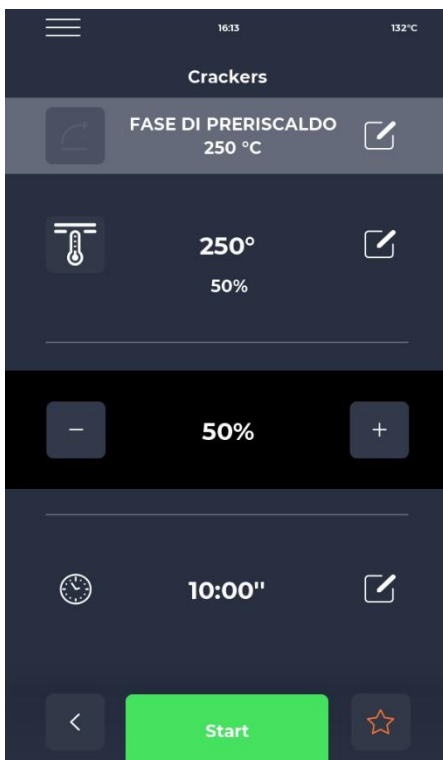 16:13
132°C
Crackers
FASE DI PRERISCALDO
250 °C
250°
50%
− 50% +
10:00''
Start